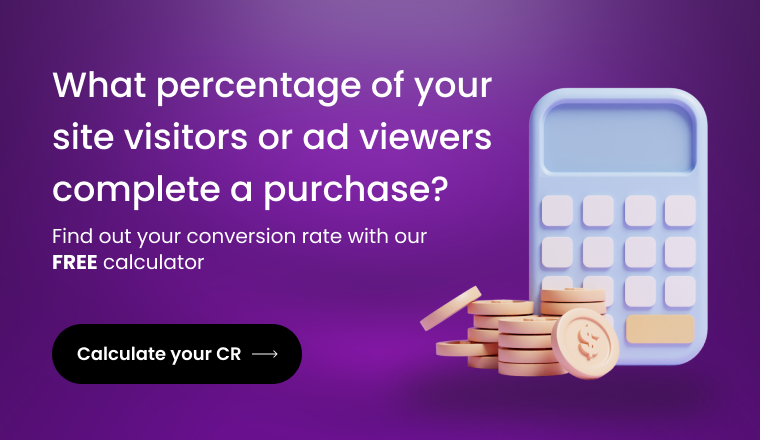 What percentage of your
site visitors or ad viewers
complete a purchase?
Find out your conversion rate with our
FREE calculator
Calculate your CR →
$